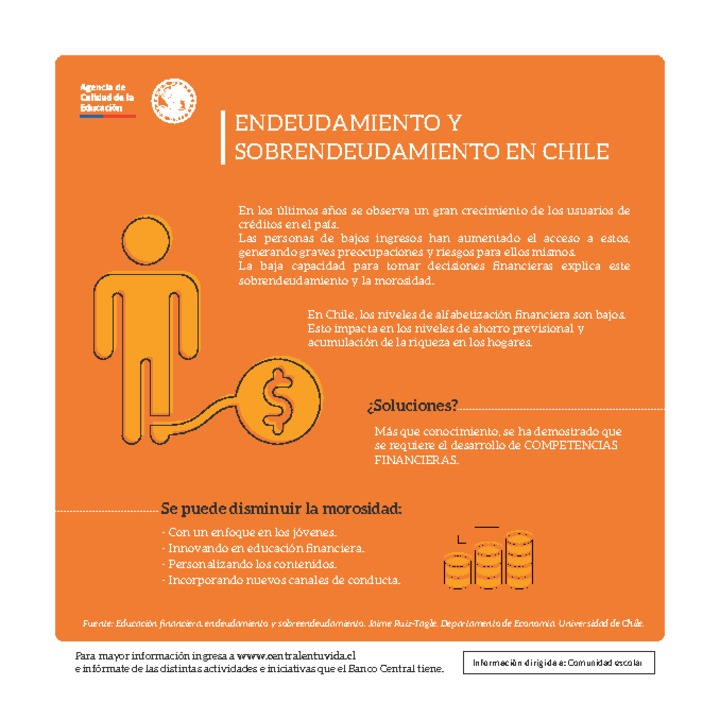 Agencia de
Calidad de la
Educación
ENDEUDAMIENTO Y
SOBRENDEUDAMIENTO EN CHILE
En los últimos años se observa un gran crecimiento de los usuarios de
créditos en el país.
Las personas de bajos ingresos han aumentado el acceso a estos,
generando graves preocupaciones y riesgos para ellos mismos.
La baja capacidad para tomar decisiones financieras explica este
sobrendeudamiento y la morosidad.
En Chile, los niveles de alfabetización financiera son bajos.
Esto impacta en los niveles de ahorro previsional y
acumulación de la riqueza en los hogares.
$
¿Soluciones?
Más que conocimiento, se ha demostrado que
se requiere el desarrollo de COMPETENCIAS
FINANCIERAS.
Se puede disminuir la morosidad:
- Con un enfoque en los jóvenes.
- Innovando en educación financiera.
- Personalizando los contenidos.
- Incorporando nuevos canales de conducta.
Fuente: Educación financiera, endeudamiento y sobreendeudamiento. Jaime Ruiz-Tagle. Departamento de Economía. Universidad de Chile.
Para mayor información ingresa a www.centralentuvida.cl
e infórmate de las distintas actividades e iniciativas que el Banco Central tiene.
Información dirigida a: Comunidad escolar